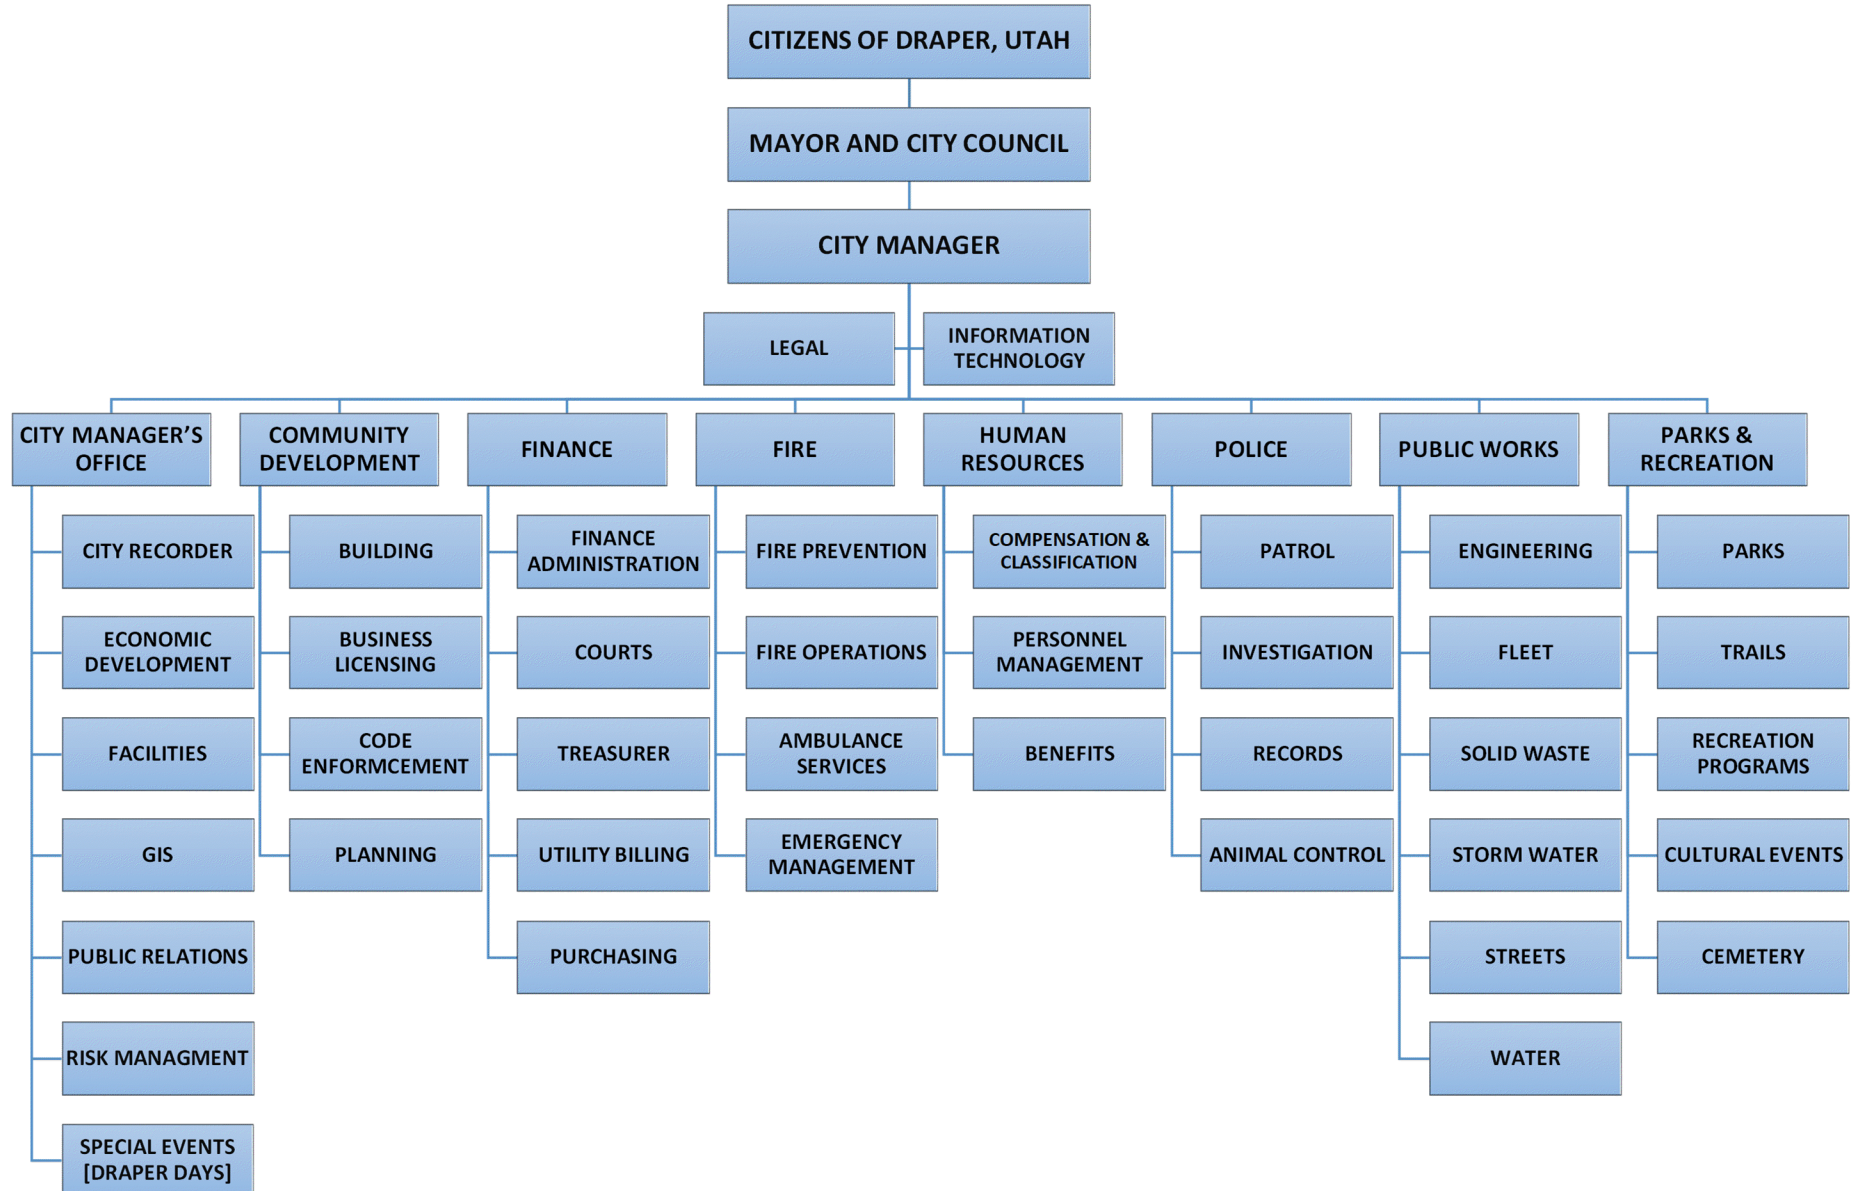 CITIZENS OF DRAPER, UTAH
MAYOR AND CITY COUNCIL
CITY MANAGER
LEGAL
INFORMATION
TECHNOLOGY
CITY MANAGER’S
OFFICE
CITY RECORDER
ECONOMIC
DEVELOPMENT
FACILITIES
GIS
PUBLIC RELATIONS
RISK MANAGMENT
SPECIAL EVENTS
[DRAPER DAYS]
COMMUNITY
DEVELOPMENT
BUILDING
BUSINESS
LICENSING
CODE
ENFORMCEMENT
PLANNING
FINANCE
FINANCE
ADMINISTRATION
COURTS
TREASURER
UTILITY BILLING
PURCHASING
FIRE
FIRE PREVENTION
FIRE OPERATIONS
AMBULANCE
SERVICES
EMERGENCY
MANAGEMENT
HUMAN
RESOURCES
COMPENSATION &
CLASSIFICATION
PERSONNEL
MANAGEMENT
BENEFITS
POLICE
PATROL
INVESTIGATION
RECORDS
ANIMAL CONTROL
PUBLIC WORKS
ENGINEERING
FLEET
SOLID WASTE
STORM WATER
STREETS
WATER
PARKS &
RECREATION
PARKS
TRAILS
RECREATION
PROGRAMS
CULTURAL EVENTS
CEMETERY